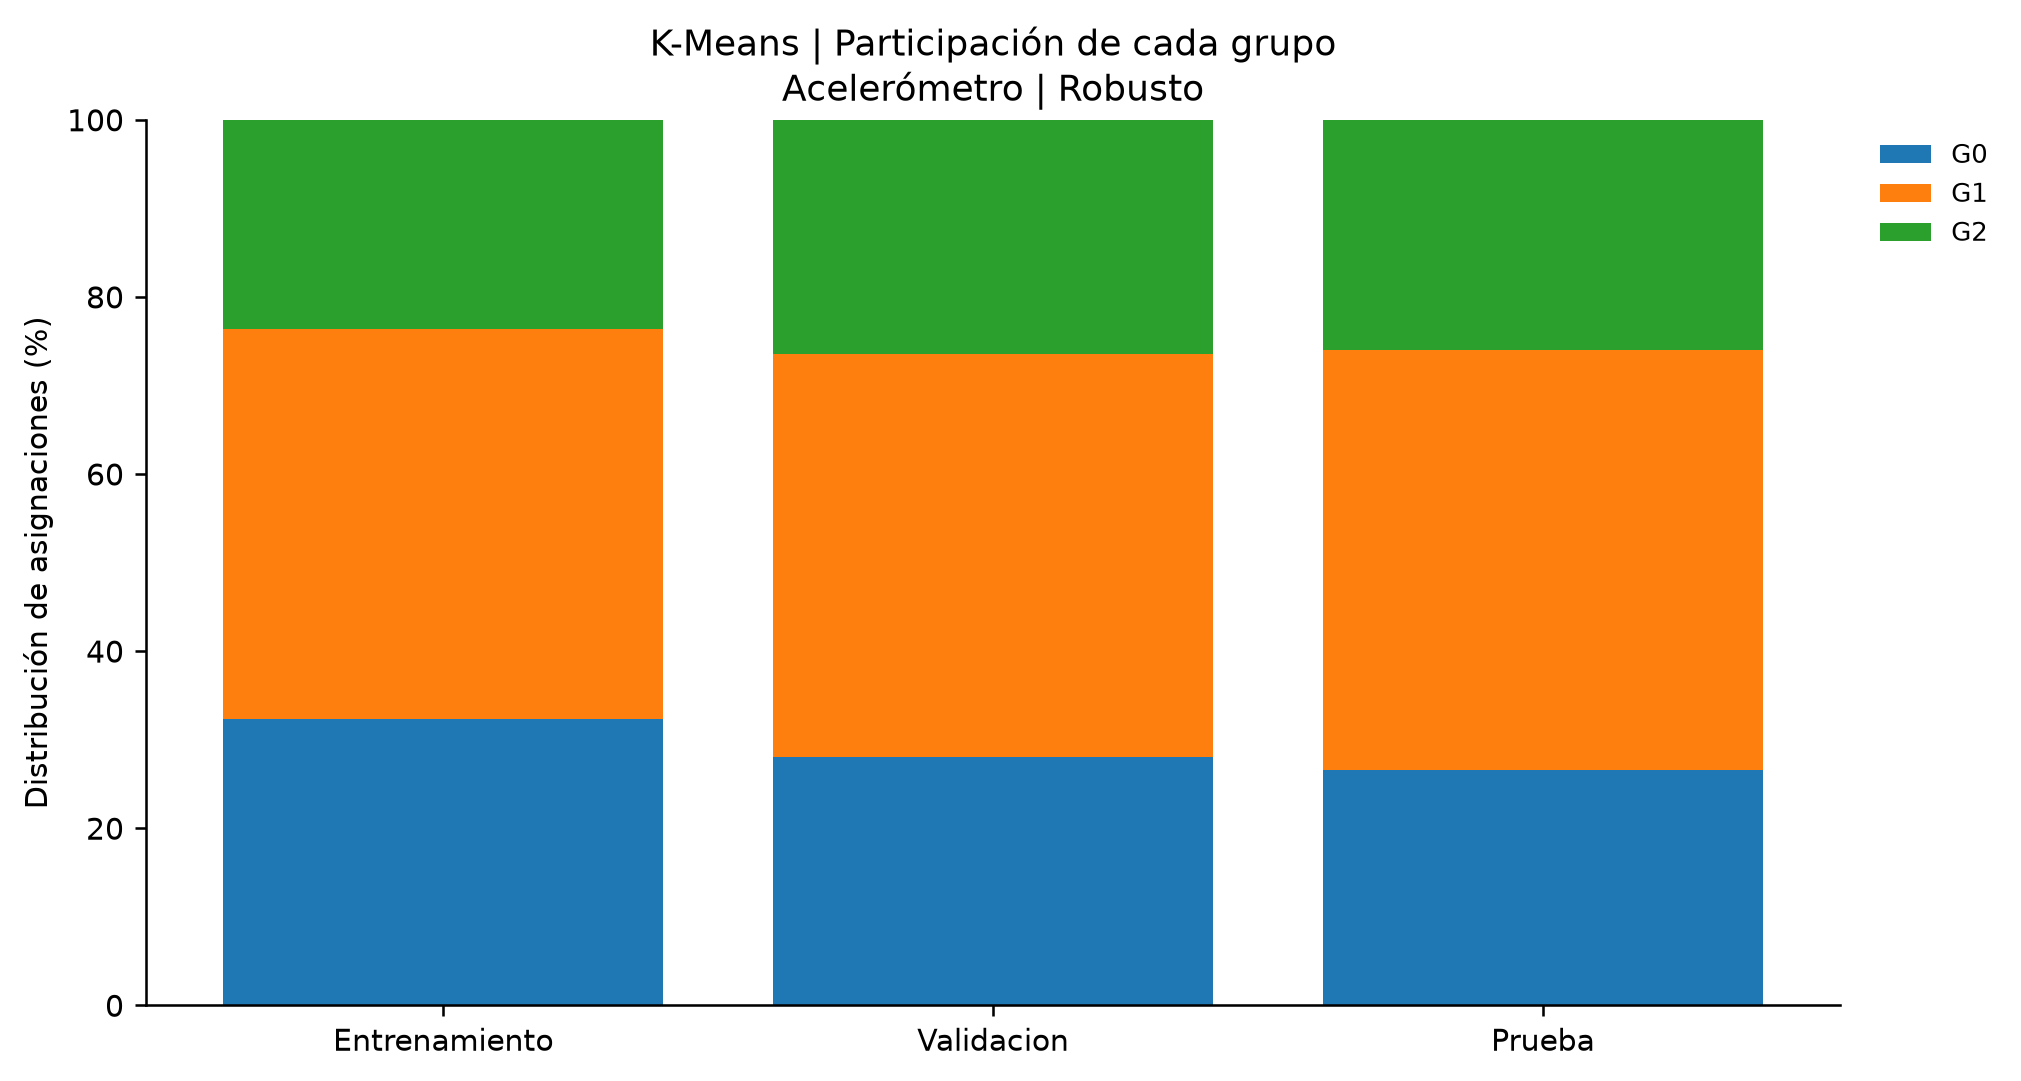 K-Means | Participación de cada grupo
Acelerómetro | Robusto
Distribución de asignaciones (%)
100
80
60
40
20
0
Entrenamiento
Validacion
Prueba
G0
G1
G2